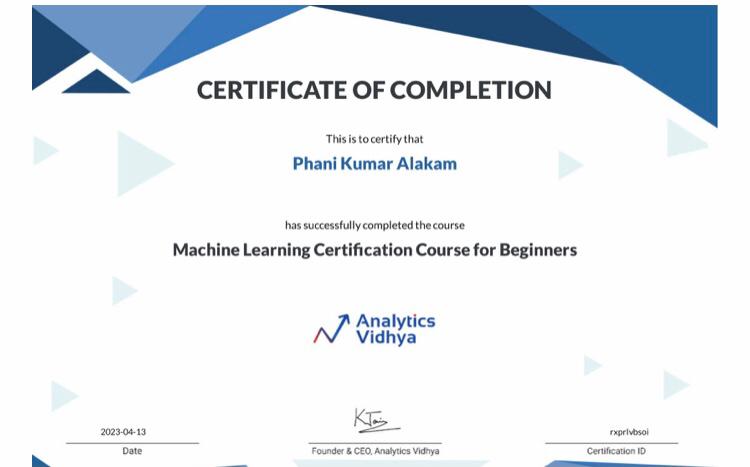 CERTIFICATE OF COMPLETION
This is to certify that
Phani Kumar Alakam
has successfully completed the course
Machine Learning Certification Course for Beginners
Analytics
Vidhya
2023-04-13
Date
Founder & CEO, Analytics Vidhya
rxprlvbsoi
Certification ID